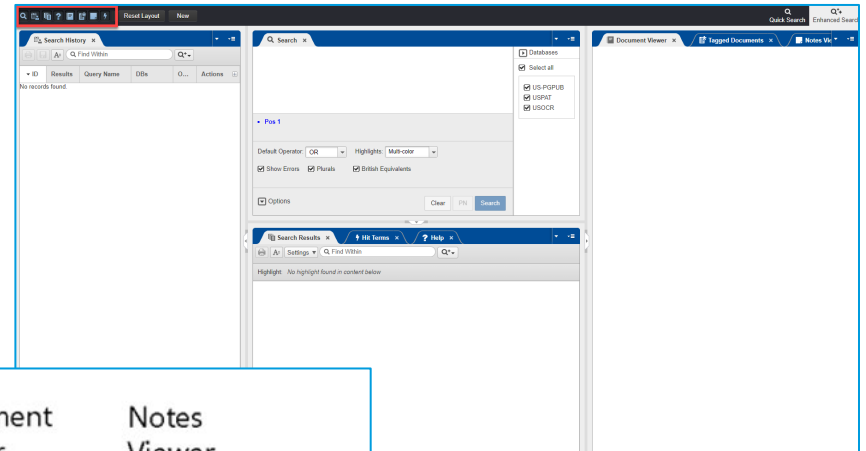 Reset Layout New Quick Search Enhanced Searc
Search History
Find Within
ID Results Query Name DBs O... Actions
No records found.
Search
Pos 1
Default Operator: OR Highlights: Multi-color
Show Errors Plurals British Equivalents
Options Clear PN Search
Databases
Select all
US-PGPUB
USPAT
USOCR
Search Results Hit Terms ? Help
Settings Find Within
Highlight No highlight found in content below
Document Viewer Tagged Documents Notes Vie
Notes
Viewer